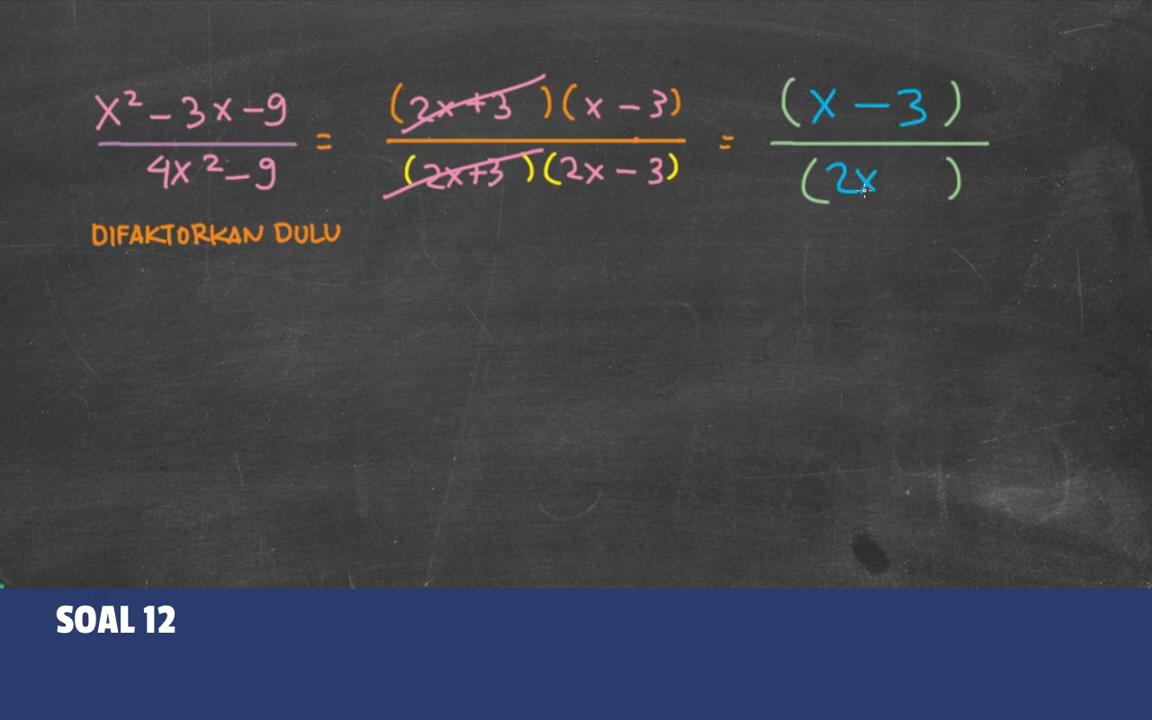 x² - 3x - 9 / 4x² - 9 = (2x+3)(x - 3) / (2x+3)(2x - 3) = (x - 3) / (2x )
DIFAKTORKAN DULU
SOAL 12